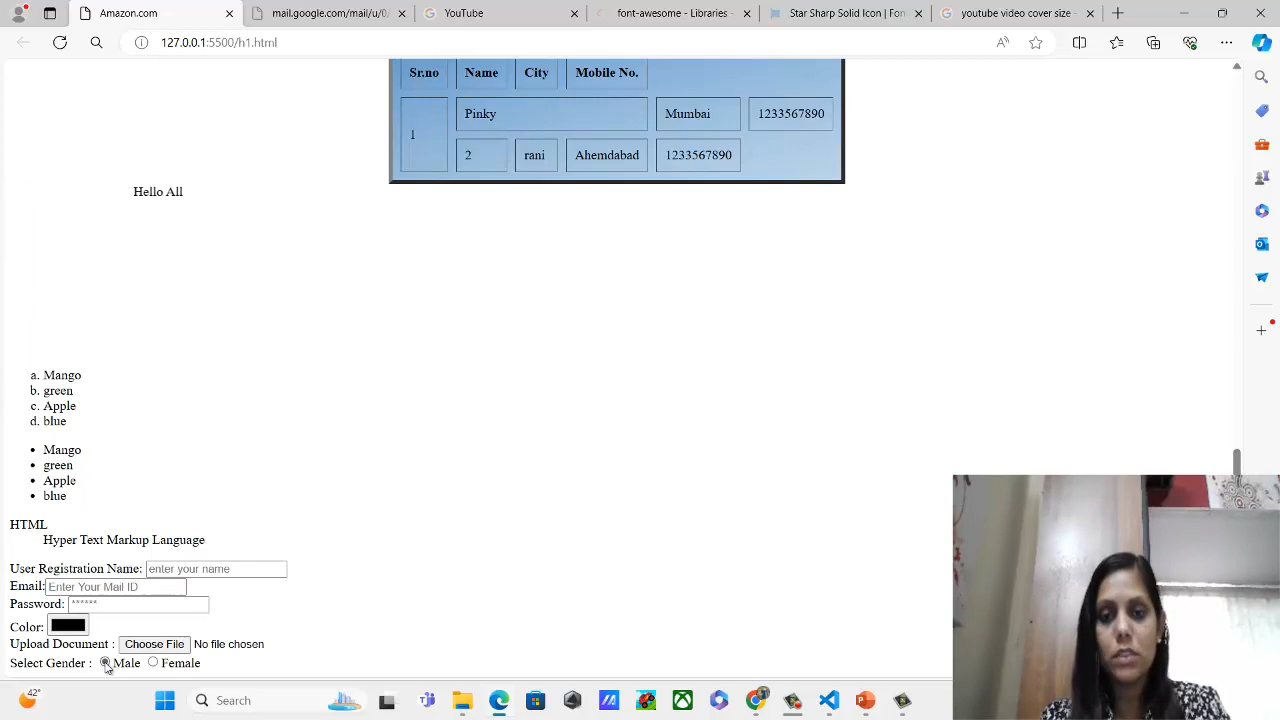 Amazon.com
mail.google.com/mail/u/0/
YouTube
font-awesome - Libraries -
Star Sharp Solid Icon | Font
youtube video cover size -
127.0.0.1:5500/h1.html
Sr.no Name City Mobile No.
1 Pinky Mumbai 1233567890
2 rani Ahemdabad 1233567890
Hello All
a. Mango
b. green
c. Apple
d. blue
• Mango
• green
• Apple
• blue
HTML
Hyper Text Markup Language
User Registration Name: enter your name
Email: Enter Your Mail ID
Password: ******
Color:
Upload Document : Choose File No file chosen
Select Gender : Male Female
42°
Search